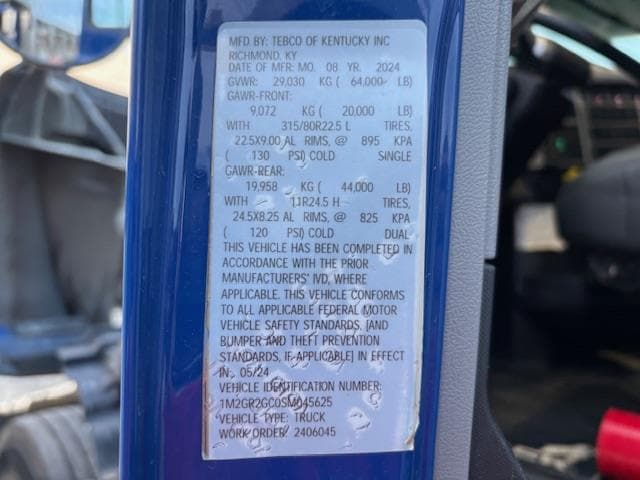 MFD BY: TEBCO OF KENTUCKY INC
RICHMOND, KY
DATE OF MFR: MO. 08 YR. 2024
GVWR: 29,030 KG ( 64,000 LB)
GAWR-FRONT:
9,072 KG ( 20,000 LB)
WITH 315/80R22.5 L TIRES,
22.5X9.00 AL RIMS, @ 895 KPA
( 130 PSI) COLD SINGLE
GAWR-REAR:
19,958 KG ( 44,000 LB)
WITH 11R24.5 H TIRES,
24.5X8.25 AL RIMS, @ 825 KPA
( 120 PSI) COLD DUAL
THIS VEHICLE HAS BEEN COMPLETED IN
ACCORDANCE WITH THE PRIOR
MANUFACTURERS' IVD, WHERE
APPLICABLE. THIS VEHICLE CONFORMS
TO ALL APPLICABLE FEDERAL MOTOR
VEHICLE SAFETY STANDARDS, [AND
BUMPER AND THEFT PREVENTION
STANDARDS, IF APPLICABLE] IN EFFECT
IN: 05/24
VEHICLE IDENTIFICATION NUMBER:
1M2GR2GC0SM045625
VEHICLE TYPE: TRUCK
WORK ORDER: 2406045